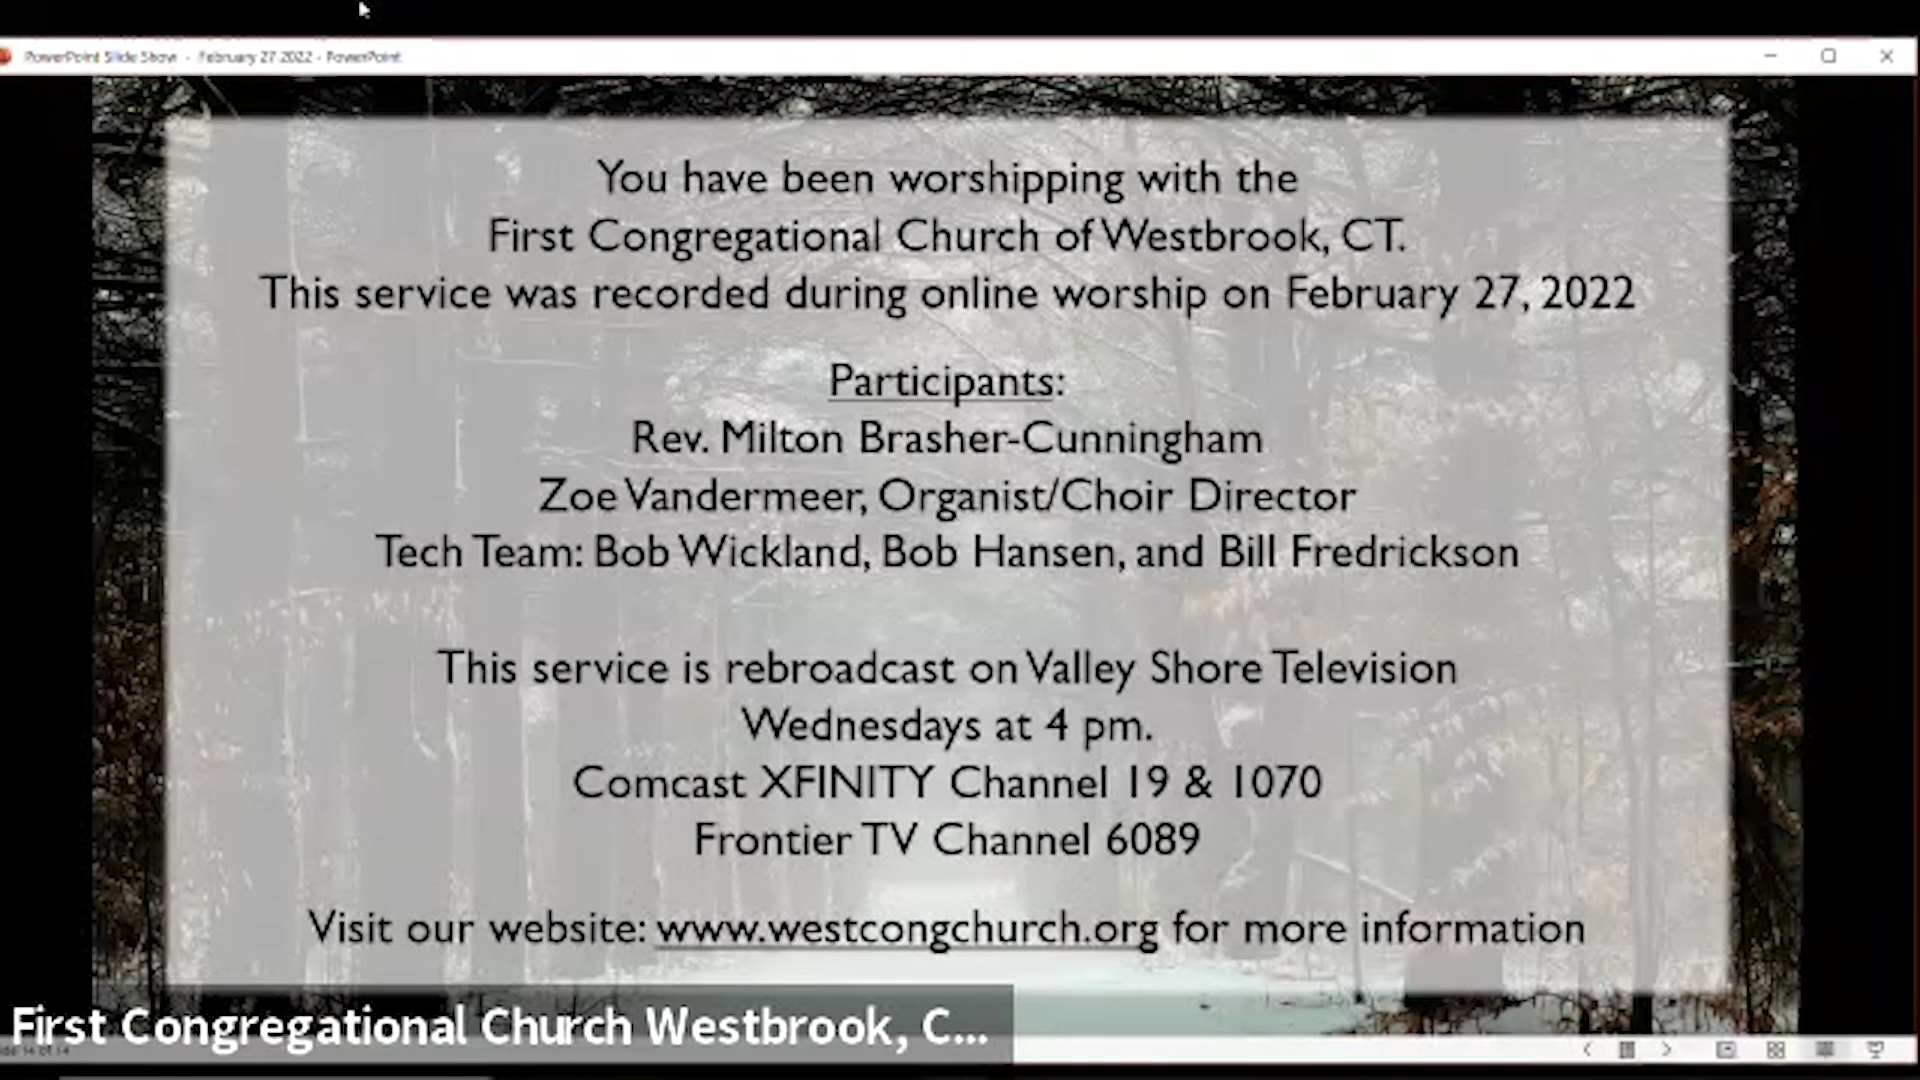 PowerPoint Slide Show - February 27 2022 - PowerPoint
You have been worshipping with the
First Congregational Church of Westbrook, CT.
This service was recorded during online worship on February 27, 2022
Participants:
Rev. Milton Brasher-Cunningham
Zoe Vandermeer, Organist/Choir Director
Tech Team: Bob Wickland, Bob Hansen, and Bill Fredrickson
This service is rebroadcast on Valley Shore Television
Wednesdays at 4 pm.
Comcast XFINITY Channel 19 & 1070
Frontier TV Channel 6089
Visit our website: www.westcongchurch.org for more information
First Congregational Church Westbrook, C...